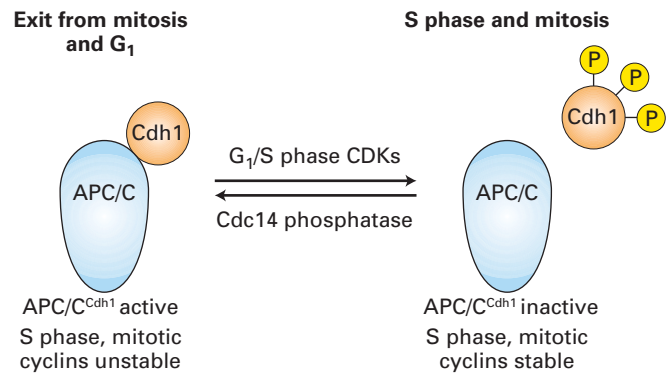 Exit from mitosis
and G₁
S phase and mitosis
P
P
P
Cdh1
Cdh1
APC/C
G₁/S phase CDKs
Cdc14 phosphatase
APC/C
APC/Cᶜᵈʰ¹ active
S phase, mitotic
cyclins unstable
APC/Cᶜᵈʰ¹ inactive
S phase, mitotic
cyclins stable